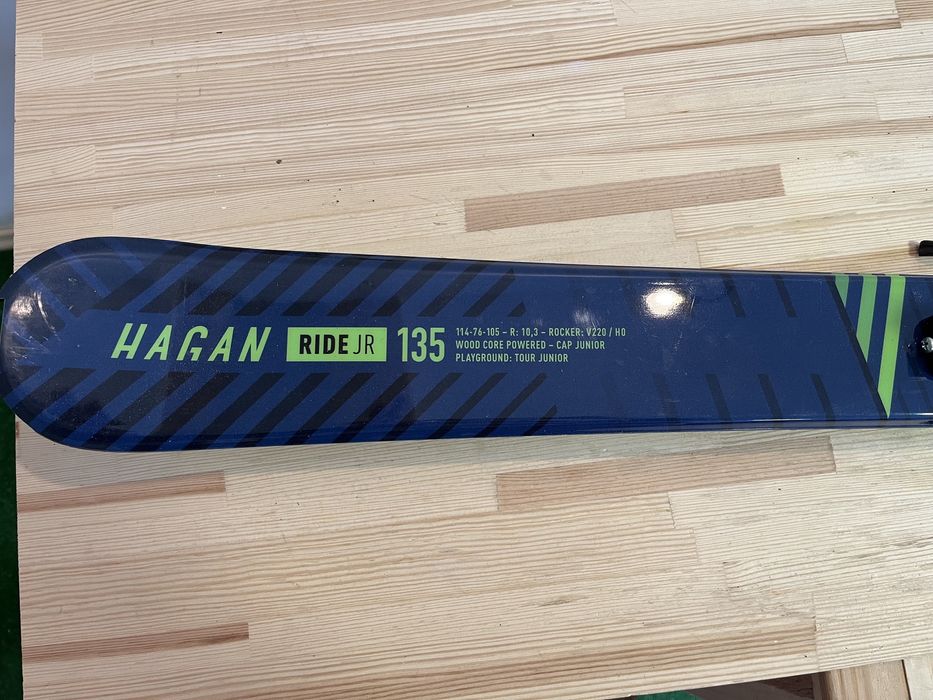 HAGAN RIDE JR 135
114-76-105 – R: 10,3 – ROCKER: V220 / H0
WOOD CORE POWERED – CAP JUNIOR
PLAYGROUND: TOUR JUNIOR